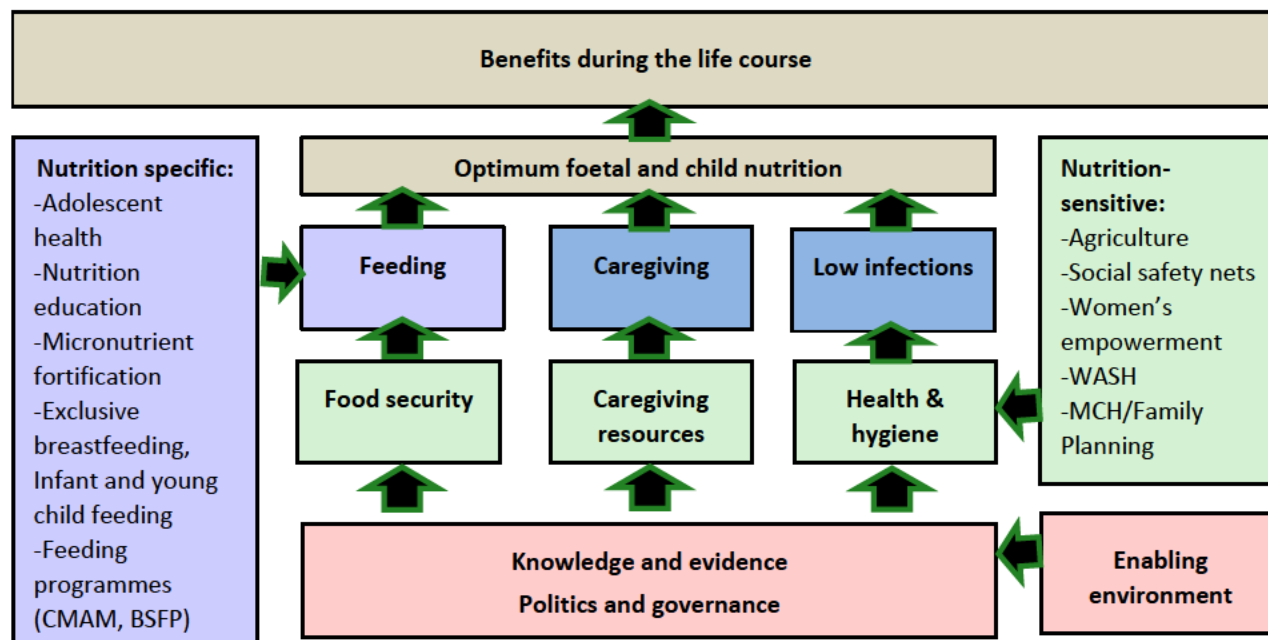 Benefits during the life course
Optimum foetal and child nutrition
Nutrition specific:
-Adolescent
health
-Nutrition
education
-Micronutrient
fortification
-Exclusive
breastfeeding,
Infant and young
child feeding
-Feeding
programmes
(CMAM, BSFP)
Feeding
Caregiving
Low infections
Food security
Caregiving
resources
Health &
hygiene
Nutrition-
sensitive:
-Agriculture
-Social safety nets
-Women’s
empowerment
-WASH
-MCH/Family
Planning
Knowledge and evidence
Politics and governance
Enabling
environment